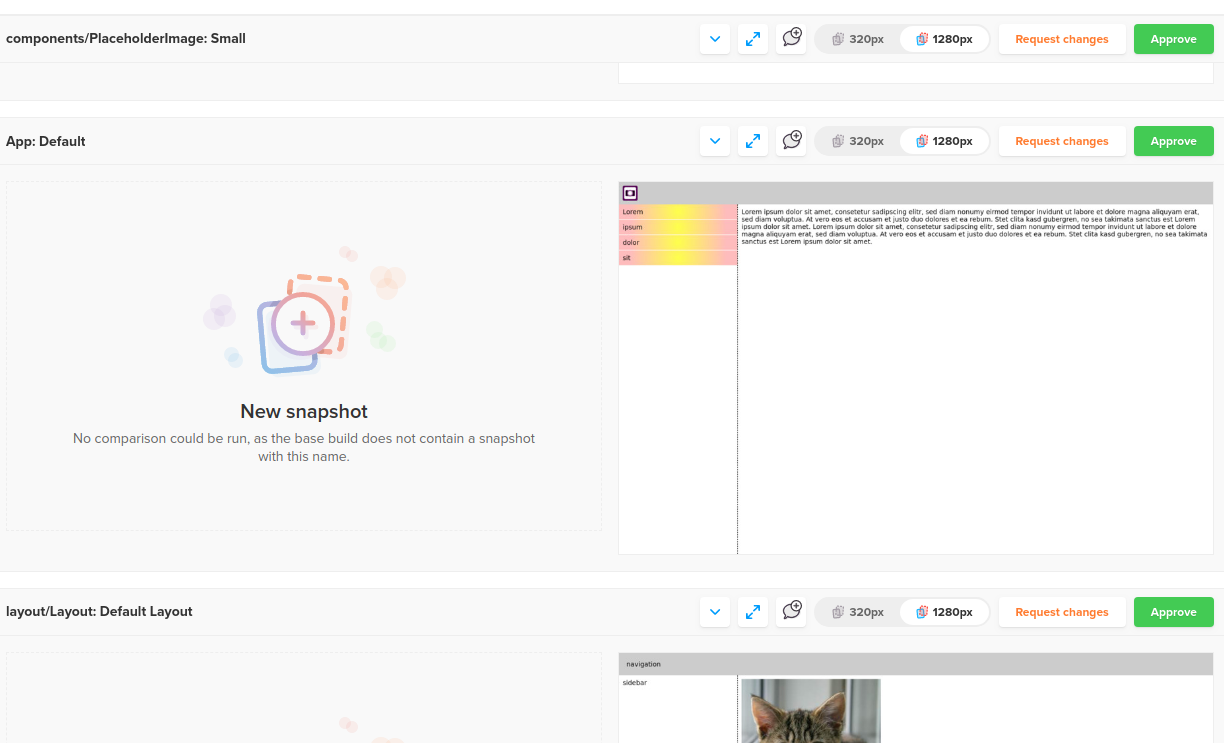 components/PlaceholderImage: Small
320px
1280px
Request changes
Approve
App: Default
320px
1280px
Request changes
Approve
New snapshot
No comparison could be run, as the base build does not contain a snapshot
with this name.
Lorem
ipsum
dolor
sit
Lorem ipsum dolor sit amet, consetetur sadipscing elitr, sed diam nonumy eirmod tempor invidunt ut labore et dolore magna aliquyam erat,
sed diam voluptua. At vero eos et accusam et justo duo dolores et ea rebum. Stet clita kasd gubergren, no sea takimata sanctus est Lorem
ipsum dolor sit amet. Lorem ipsum dolor sit amet, consetetur sadipscing elitr, sed diam nonumy eirmod tempor invidunt ut labore et dolore
magna aliquyam erat, sed diam voluptua. At vero eos et accusam et justo duo dolores et ea rebum. Stet clita kasd gubergren, no sea takimata
sanctus est Lorem ipsum dolor sit amet.
layout/Layout: Default Layout
320px
1280px
Request changes
Approve
navigation
sidebar